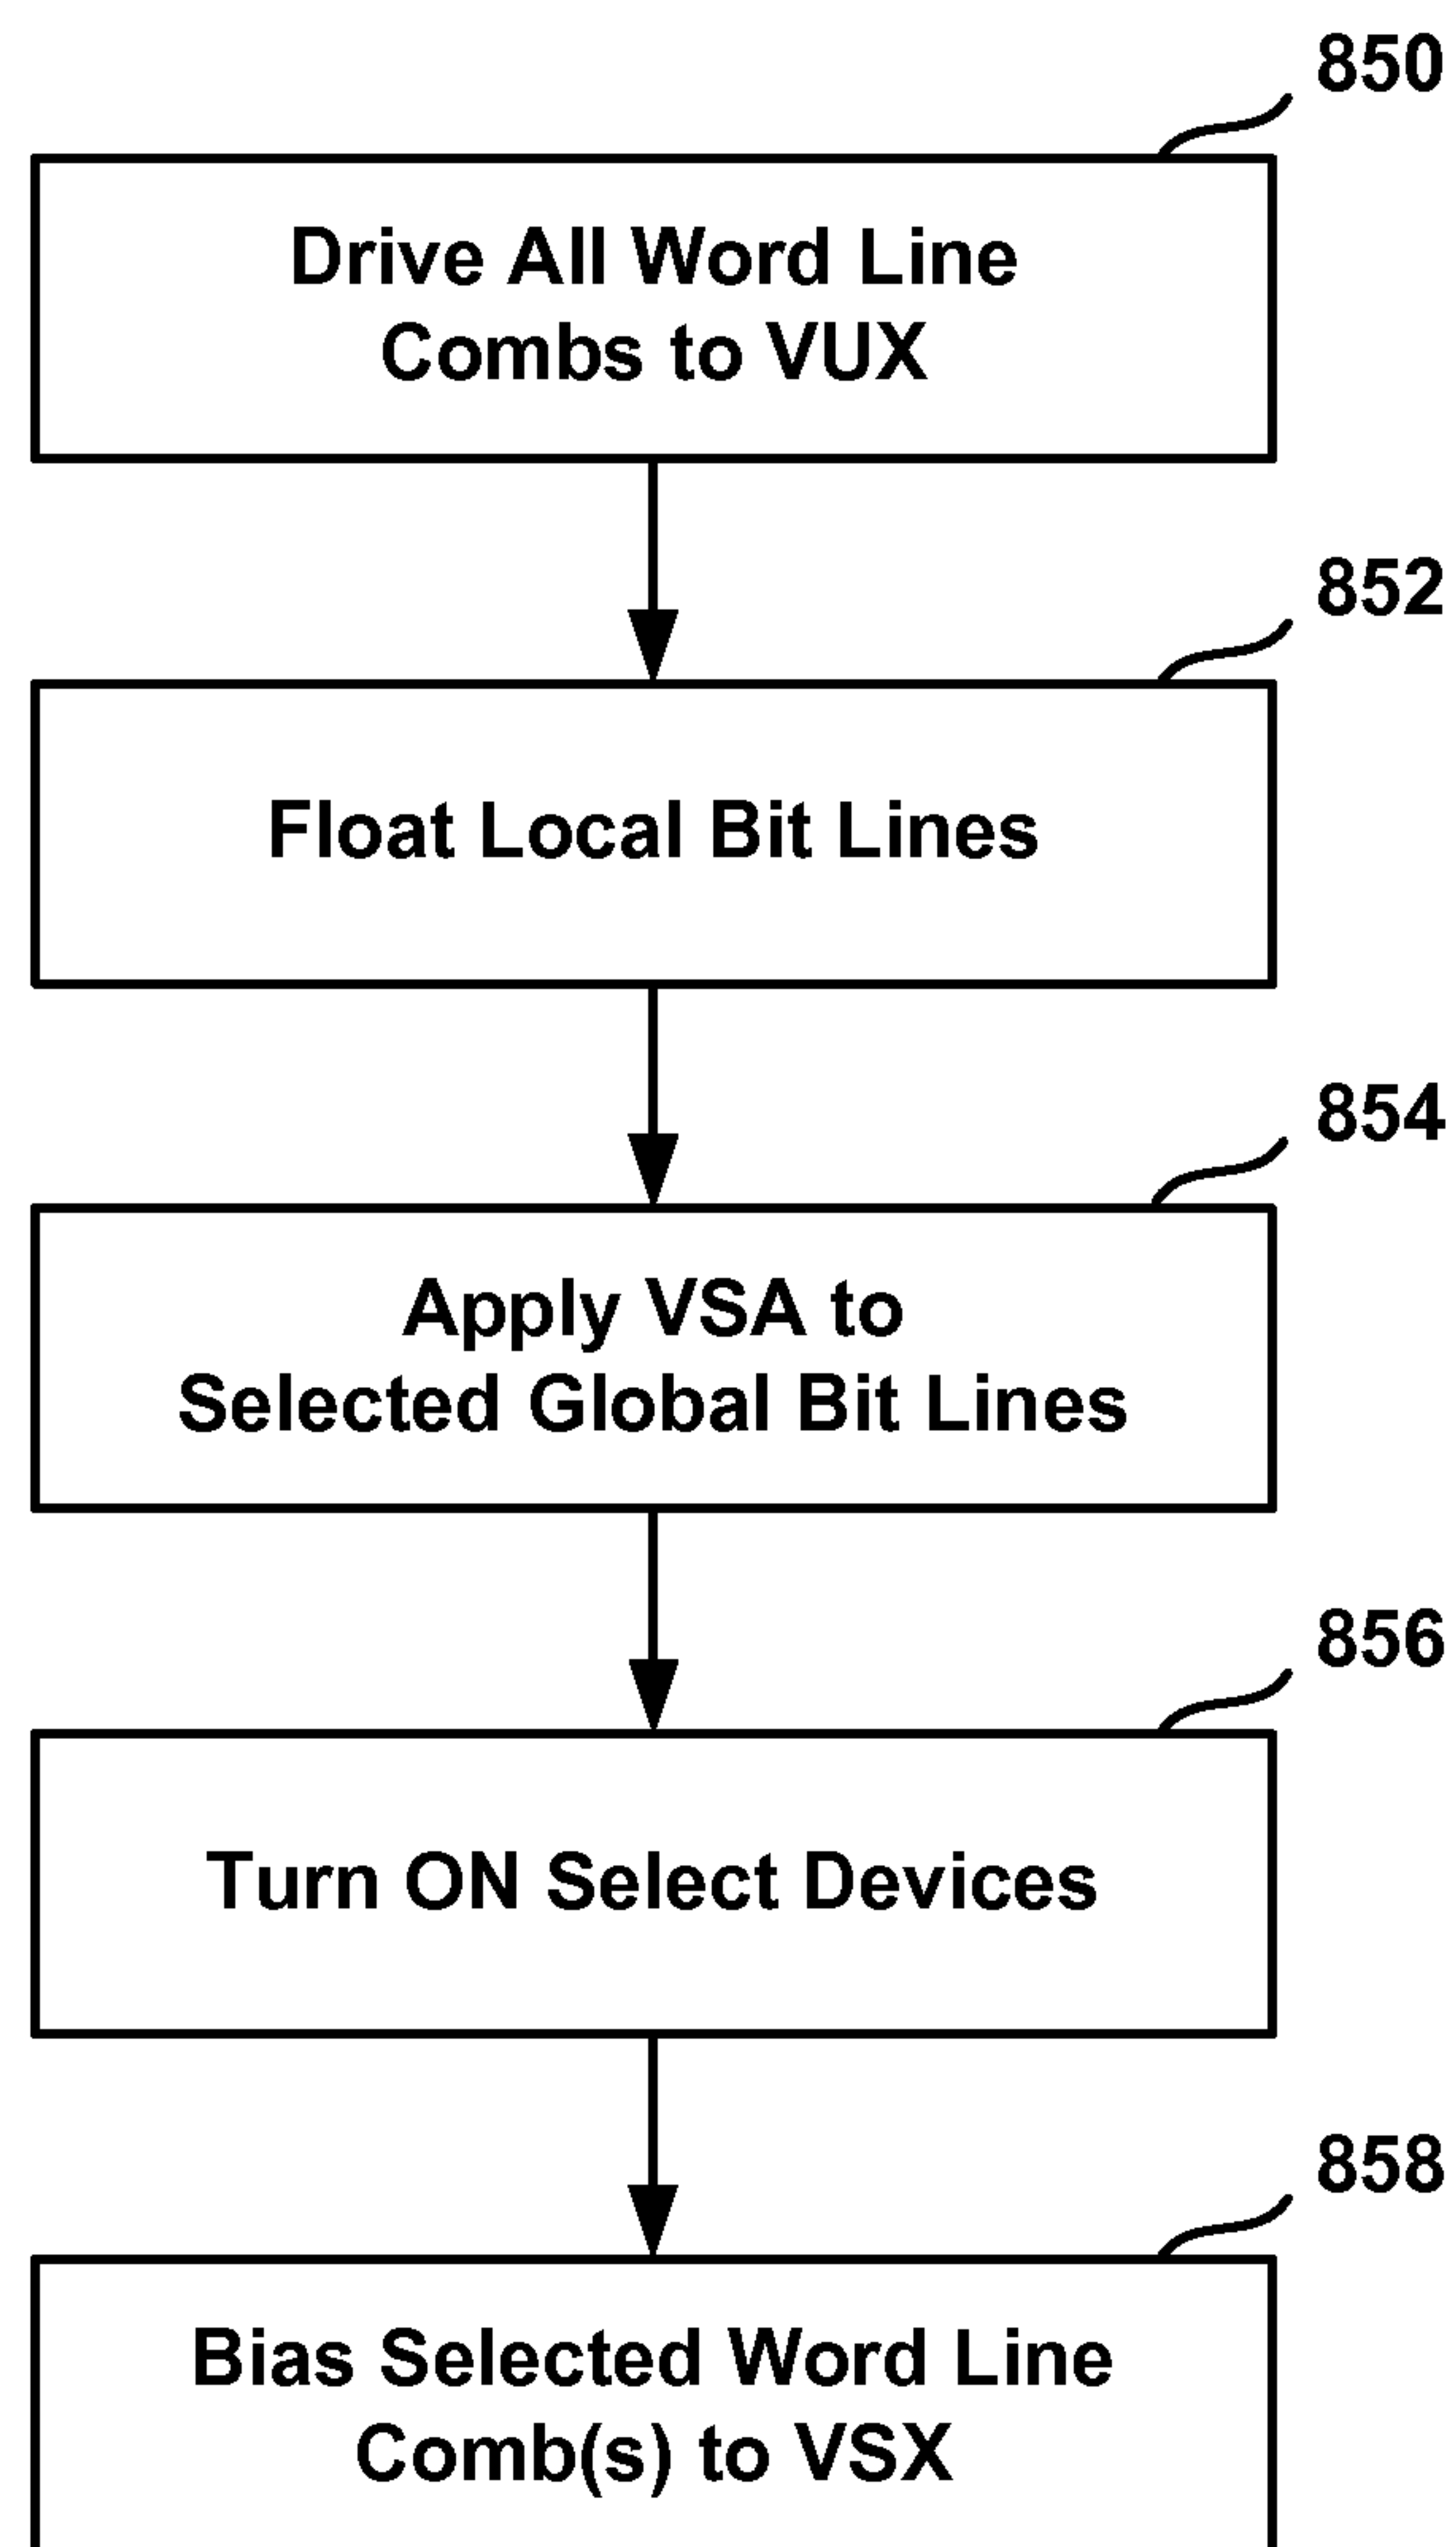 850
Drive All Word Line
Combs to VUX
852
Float Local Bit Lines
854
Apply VSA to
Selected Global Bit Lines
856
Turn ON Select Devices
858
Bias Selected Word Line
Comb(s) to VSX